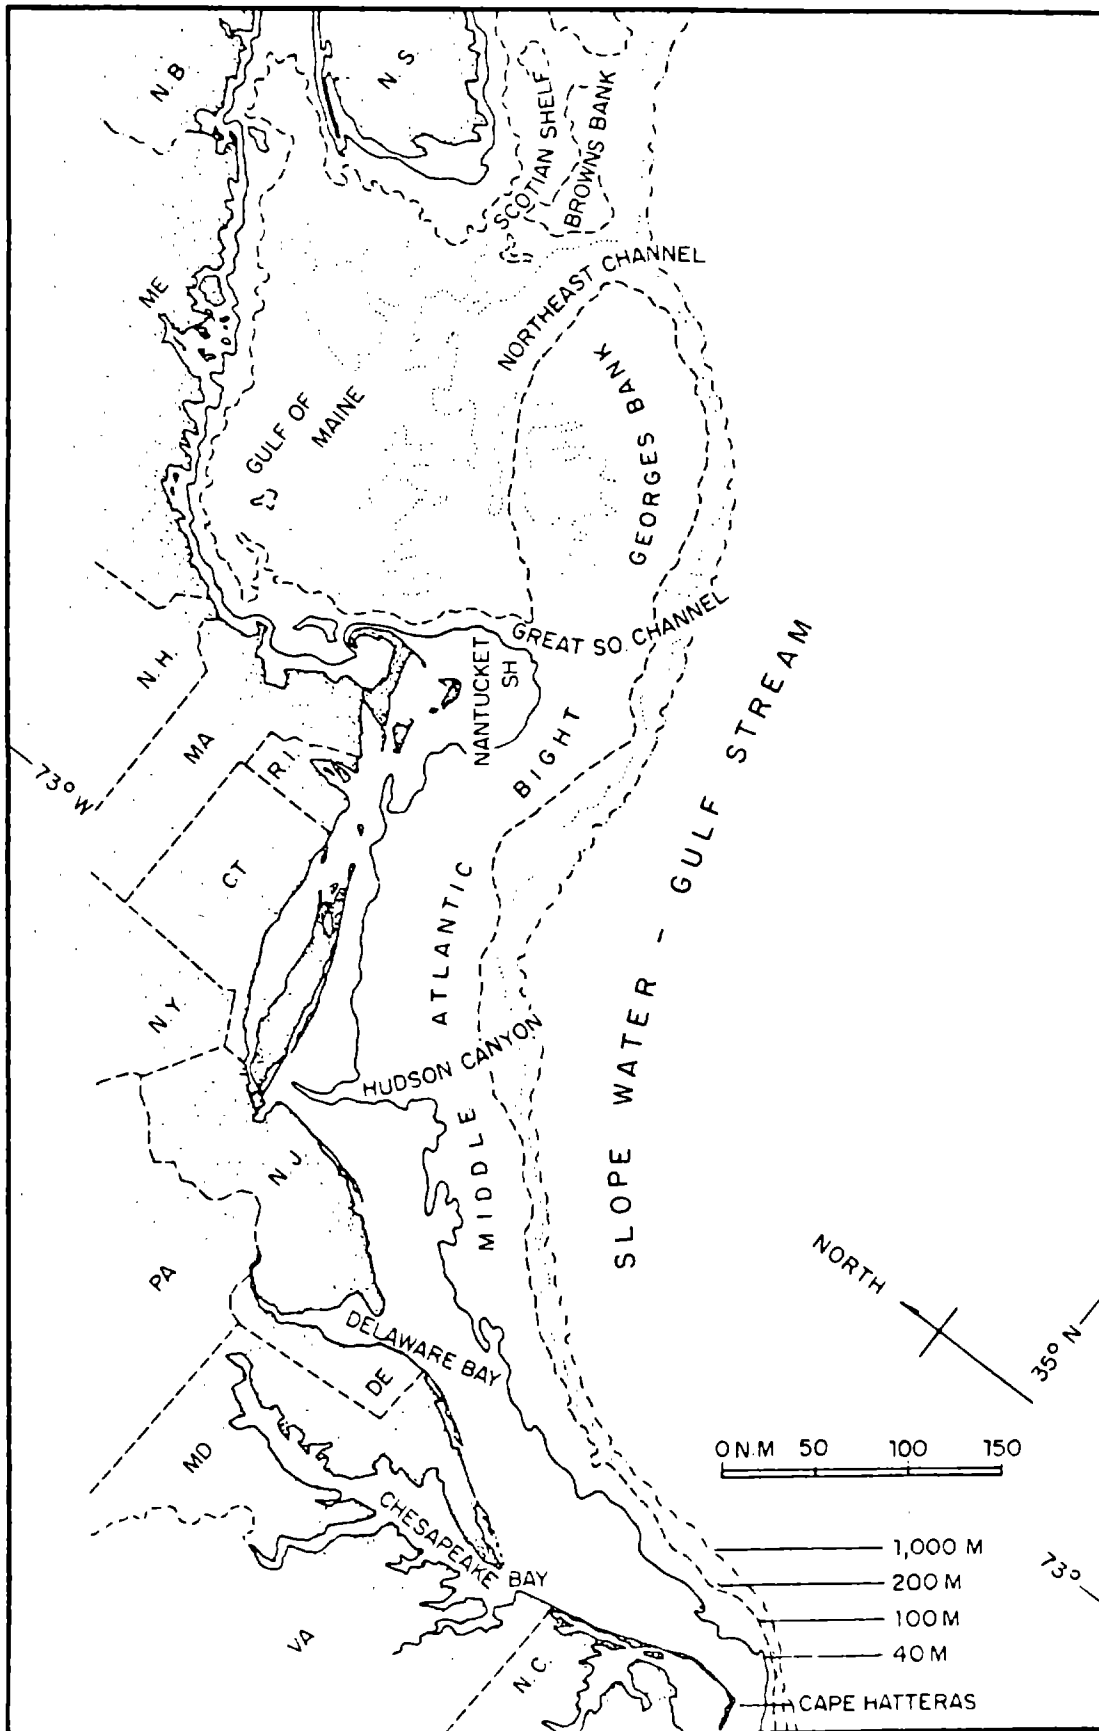 N.B.
N.S.
SCOTIAN SHELF
BROWNS BANK
NORTHEAST CHANNEL
ME
GULF OF
MAINE
GEORGES BANK
GREAT SO. CHANNEL
NANTUCKET
SH
N.H.
MA
R.I.
73° W
CT
N.Y.
MIDDLE ATLANTIC BIGHT
SLOPE WATER - GULF STREAM
HUDSON CANYON
N.J.
PA
DELAWARE BAY
DE
MD
CHESAPEAKE BAY
VA
N.C.
NORTH
35° N
0 N.M. 50 100 150
1,000 M
200 M
100 M
40 M
73°
CAPE HATTERAS